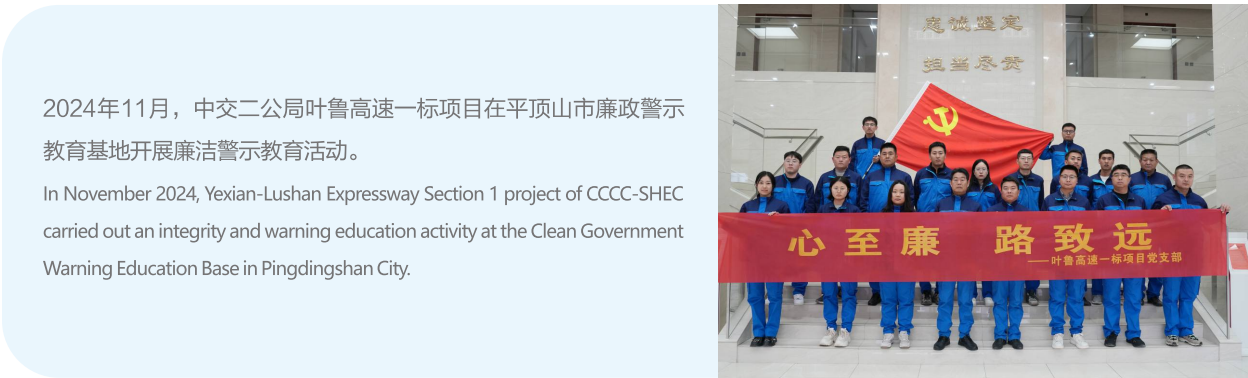 2024年11月，中交二公局叶鲁高速一标项目在平顶山市廉政警示
教育基地开展廉洁警示教育活动。
In November 2024, Yexian-Lushan Expressway Section 1 project of CCCC-SHEC
carried out an integrity and warning education activity at the Clean Government
Warning Education Base in Pingdingshan City.
忠诚坚定
担当尽责
心至廉 路致远
——叶鲁高速一标项目党支部